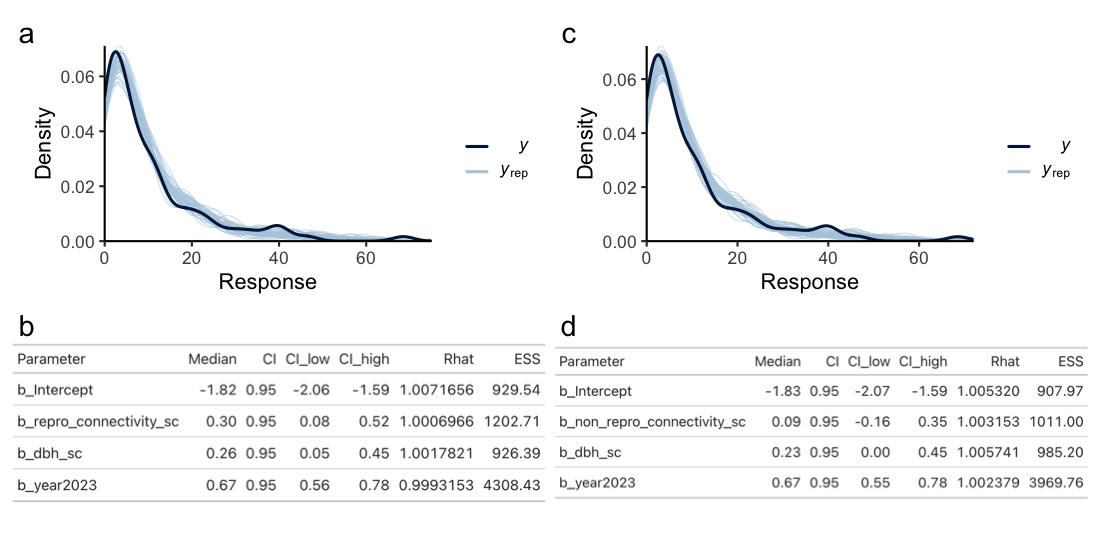 a
0.06
0.04
0.02
0.00
Density
0 20 40 60
Response
y
yrep
b
Parameter Median CI CI_low CI_high Rhat ESS
b_Intercept -1.82 0.95 -2.06 -1.59 1.0071656 929.54
b_repro_connectivity_sc 0.30 0.95 0.08 0.52 1.0006966 1202.71
b_dbh_sc 0.26 0.95 0.05 0.45 1.0017821 926.39
b_year2023 0.67 0.95 0.56 0.78 0.9993153 4308.43
c
0.06
0.04
0.02
0.00
Density
0 20 40 60
Response
y
yrep
d
Parameter Median CI CI_low CI_high Rhat ESS
b_Intercept -1.83 0.95 -2.07 -1.59 1.005320 907.97
b_non_repro_connectivity_sc 0.09 0.95 -0.16 0.35 1.003153 1011.00
b_dbh_sc 0.23 0.95 0.00 0.45 1.005741 985.20
b_year2023 0.67 0.95 0.55 0.78 1.002379 3969.76